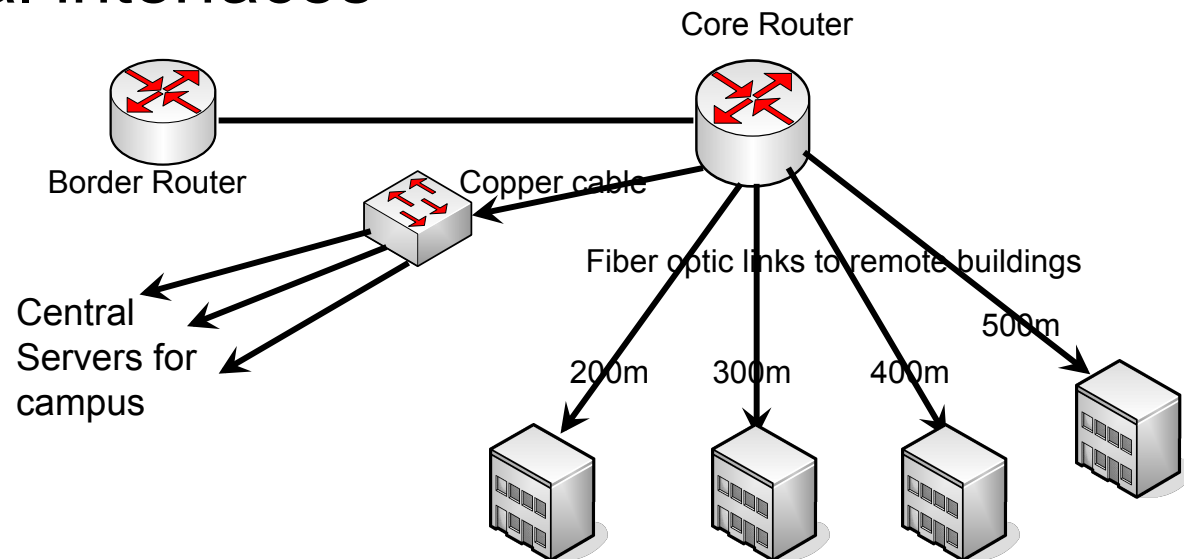 Core Router
Border Router
Copper cable
Fiber optic links to remote buildings
Central
Servers for
campus
500m
200m 300m 400m